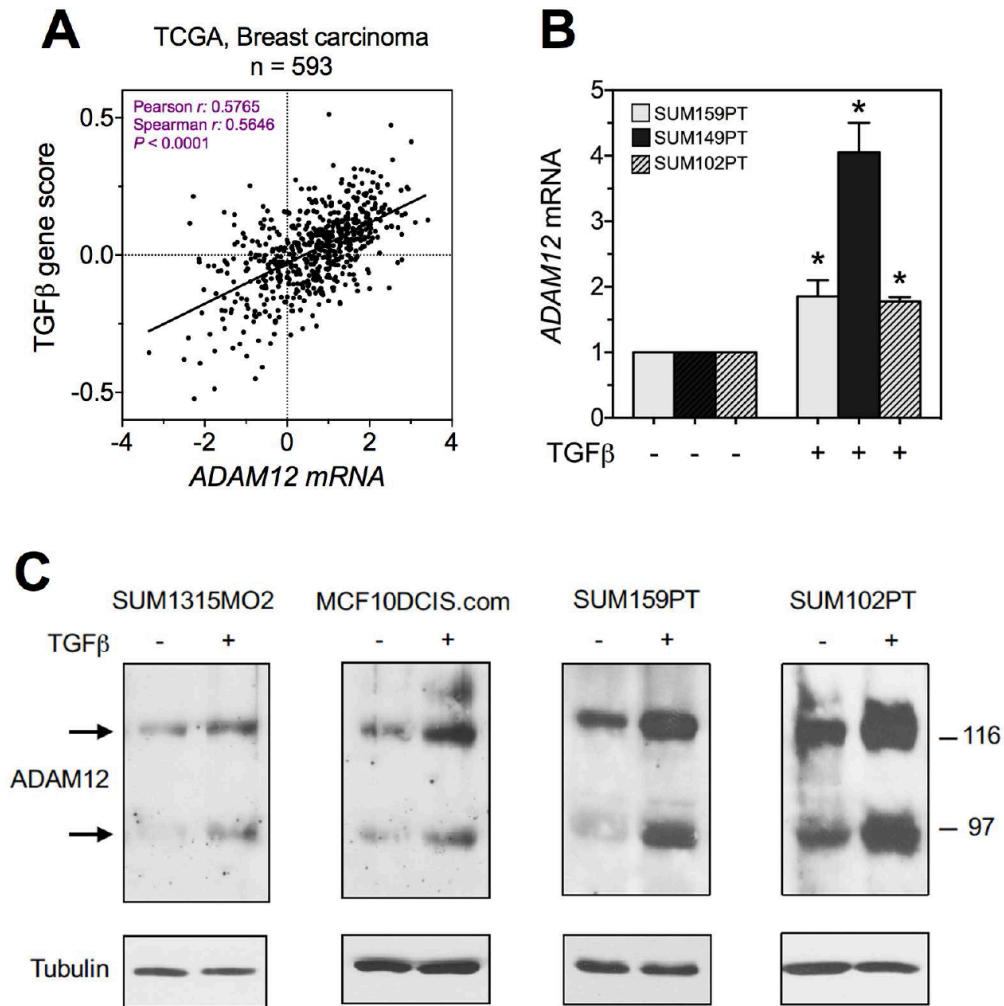 A
TCGA, Breast carcinoma
n = 593
Pearson r: 0.5765
Spearman r: 0.5646
P < 0.0001
TGFβ gene score
0.5
0.0
-0.5
-4 -2 0 2 4
ADAM12 mRNA
B
SUM159PT
SUM149PT
SUM102PT
ADAM12 mRNA
5
4
3
2
1
0
* * *
TGFβ - - - + + +
C
SUM1315MO2 MCF10DCIS.com SUM159PT SUM102PT
TGFβ - + - + - + - +
ADAM12
116
97
Tubulin